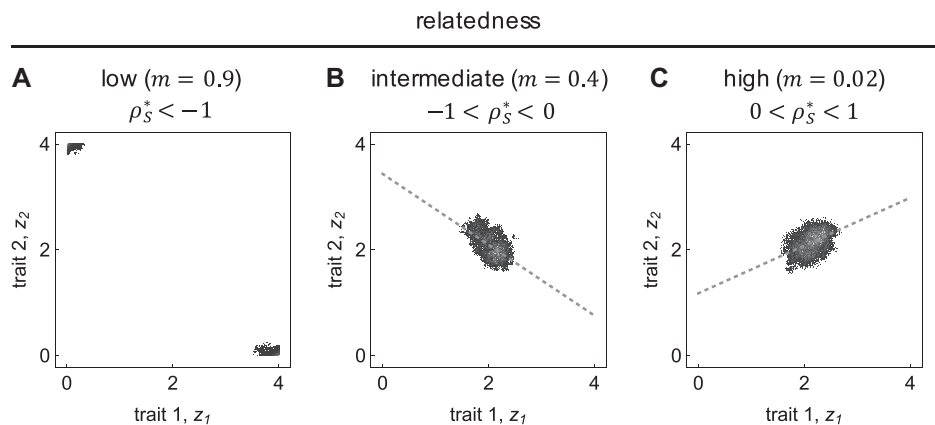 relatedness
A low (m = 0.9)
ρ*S < −1
B intermediate (m = 0.4)
−1 < ρ*S < 0
C high (m = 0.02)
0 < ρ*S < 1
trait 2, z2
4
2
0
0 2 4
trait 1, z1
trait 2, z2
4
2
0
0 2 4
trait 1, z1
trait 2, z2
4
2
0
0 2 4
trait 1, z1